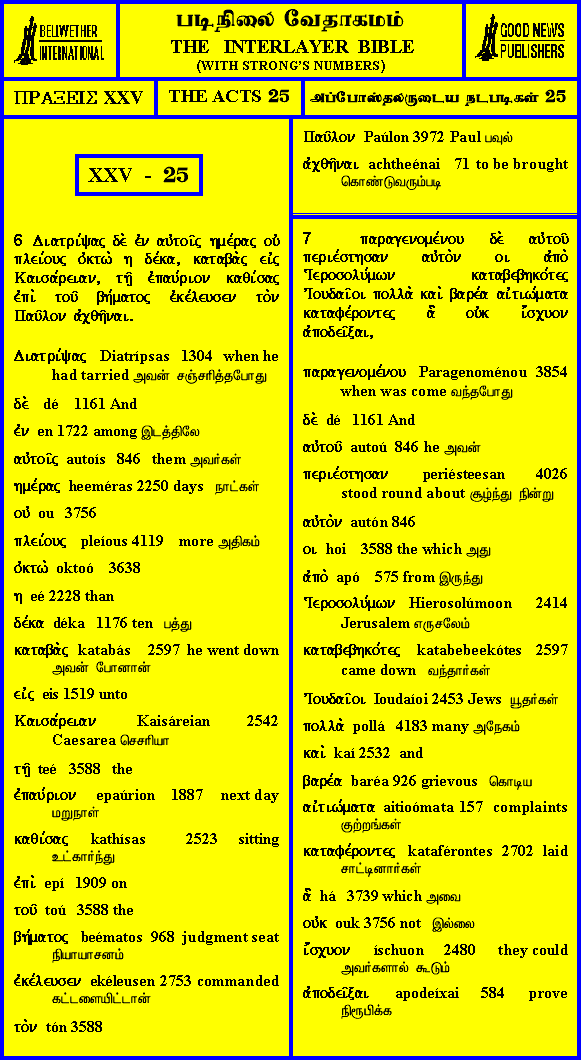 BELIWETHER
INTERNATIONAL
படிநிலை வேதாகமம்
THE INTERLAYER BIBLE
(WITH STRONG'S NUMBERS)
GOOD NEWS
PUBLISHERS
ΠΡΑΞΕΙΣ XXV
THE ACTS 25
அப்போஸ்தலருடைய நடபடிகள் 25
XXV - 25
6 Διατρίψας δὲ ἐν αὐτοῖς ημέρας οὐ
πλείους ὀκτὼ η δέκα, καταβὰς εἰς
Καισάρειαν, τῇ ἐπαύριον καθίσας
ἐπὶ τοῦ βήματος ἐκέλευσεν τὸν
Παῦλον ἀχθῆναι.
Διατρίψας Diatrípsas 1304 when he
had tarried அவன் சஞ்சரித்தபோது
δὲ dé 1161 And
ἐν en 1722 among இடத்திலே
αὐτοῖς autoís 846 them அவர்கள்
ημέρας heeméras 2250 days நாட்கள்
οὐ ou 3756
πλείους pleíous 4119 more அதிகம்
ὀκτὼ oktoó 3638
η eé 2228 than
δέκα déka 1176 ten பத்து
καταβὰς katabás 2597 he went down
அவன் போனான்
εἰς eis 1519 unto
Καισάρειαν Kaisáreian 2542
Caesarea செசரியா
τῇ teé 3588 the
ἐπαύριον epaúrion 1887 next day
மறுநாள்
καθίσας kathísas 2523 sitting
உட்கார்ந்து
ἐπὶ epí 1909 on
τοῦ toú 3588 the
βήματος beématos 968 judgment seat
நியாயாசனம்
ἐκέλευσεν ekéleusen 2753 commanded
கட்டளையிட்டான்
τὸν tón 3588
Παῦλον Paúlon 3972 Paul பவுல்
ἀχθῆναι achtheénai 71 to be brought
கொண்டுவரும்படி
7 παραγενομένου δὲ αὐτοῦ
περιέστησαν αὐτὸν οι ἀπὸ
Ἱεροσολύμων καταβεβηκότες
Ἰουδαῖοι πολλὰ καὶ βαρέα αἰτιώματα
καταφέροντες ἃ οὐκ ἴσχυον
ἀποδεῖξαι,
παραγενομένου Paragenoménou 3854
when was come வந்தபோது
δὲ dé 1161 And
αὐτοῦ autoú 846 he அவன்
περιέστησαν periésteesan 4026
stood round about சூழ்ந்து நின்று
αὐτὸν autón 846
οι hoi 3588 the which அது
ἀπὸ apó 575 from இருந்து
Ἱεροσολύμων Hierosolúmoon 2414
Jerusalem எருசலேம்
καταβεβηκότες katabebeekótes 2597
came down வந்தார்கள்
Ἰουδαῖοι Ioudaíoi 2453 Jews யூதர்கள்
πολλὰ pollá 4183 many அநேகம்
καὶ kaí 2532 and
βαρέα baréa 926 grievous கொடிய
αἰτιώματα aitioómata 157 complaints
குற்றங்கள்
καταφέροντες kataférontes 2702 laid
சாட்டினார்கள்
ἃ há 3739 which அவை
οὐκ ouk 3756 not இல்லை
ἴσχυον íschuon 2480 they could
அவர்களால் கூடும்
ἀποδεῖξαι apodeíxai 584 prove
நிரூபிக்க